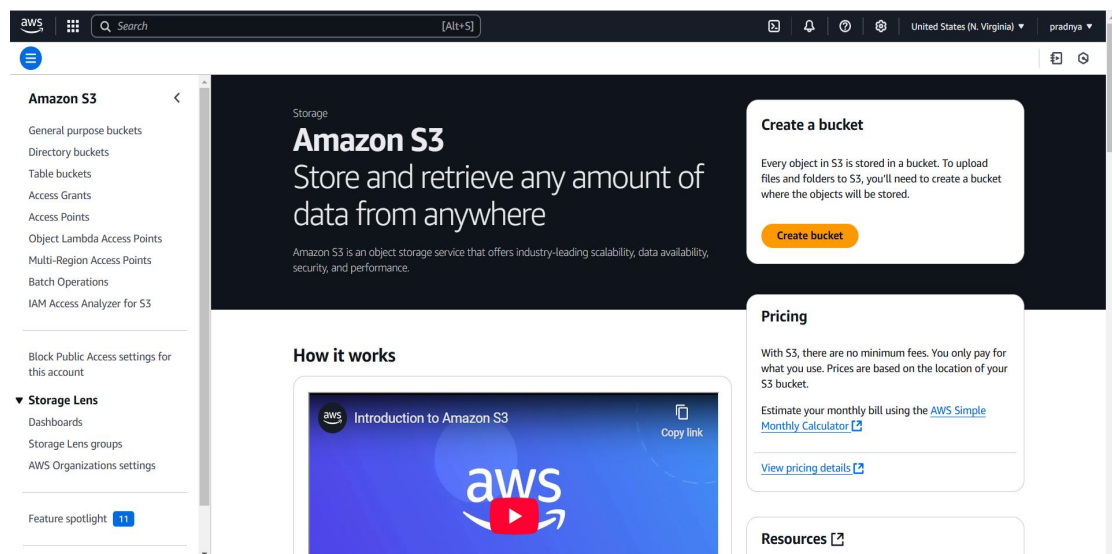 aws
Search
[Alt+S]
United States (N. Virginia)
pradnya
Amazon S3
General purpose buckets
Directory buckets
Table buckets
Access Grants
Access Points
Object Lambda Access Points
Multi-Region Access Points
Batch Operations
IAM Access Analyzer for S3
Block Public Access settings for
this account
Storage Lens
Dashboards
Storage Lens groups
AWS Organizations settings
Feature spotlight 11
Storage
Amazon S3
Store and retrieve any amount of
data from anywhere
Amazon S3 is an object storage service that offers industry-leading scalability, data availability,
security, and performance.
How it works
aws
Introduction to Amazon S3
Copy link
aws
Create a bucket
Every object in S3 is stored in a bucket. To upload
files and folders to S3, you'll need to create a bucket
where the objects will be stored.
Create bucket
Pricing
With S3, there are no minimum fees. You only pay for
what you use. Prices are based on the location of your
S3 bucket.
Estimate your monthly bill using the AWS Simple
Monthly Calculator
View pricing details
Resources